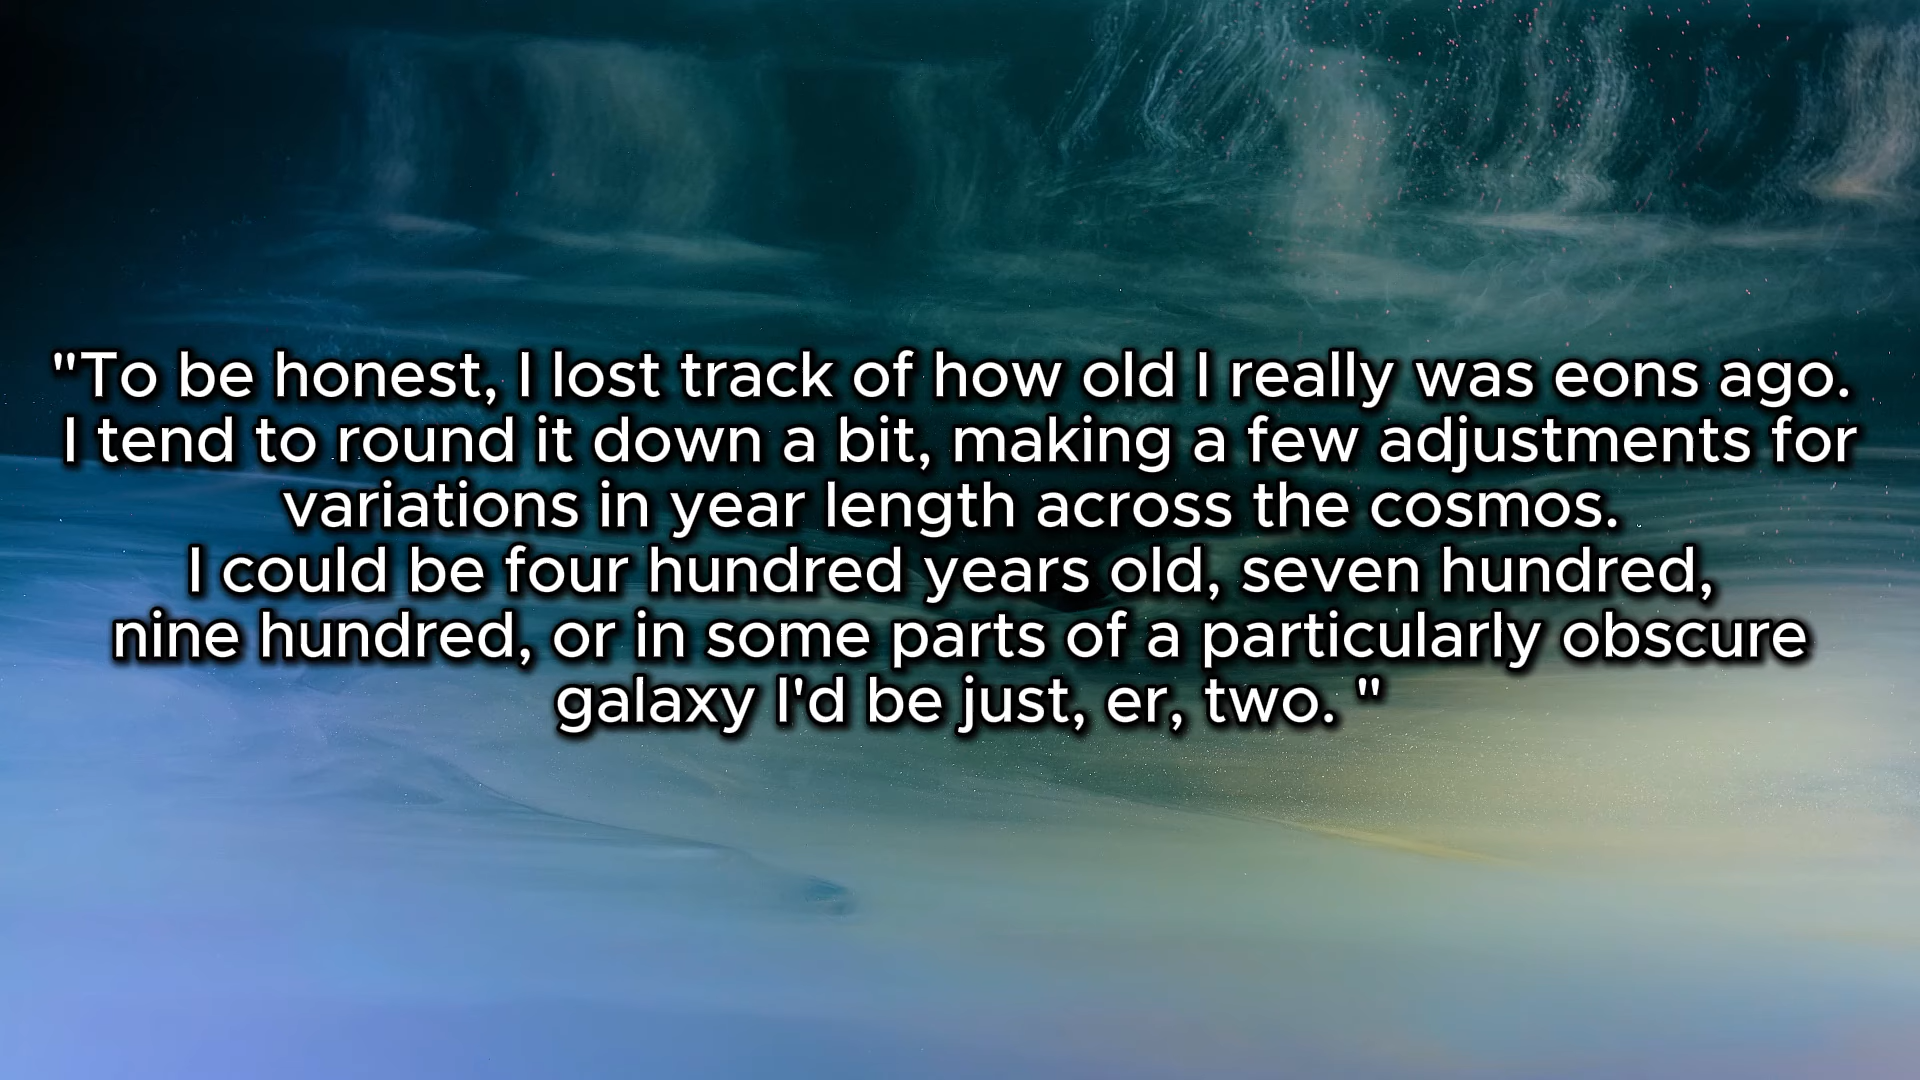 "To be honest, I lost track of how old I really was eons ago.
I tend to round it down a bit, making a few adjustments for
variations in year length across the cosmos.
I could be four hundred years old, seven hundred,
nine hundred, or in some parts of a particularly obscure
galaxy I'd be just, er, two. "